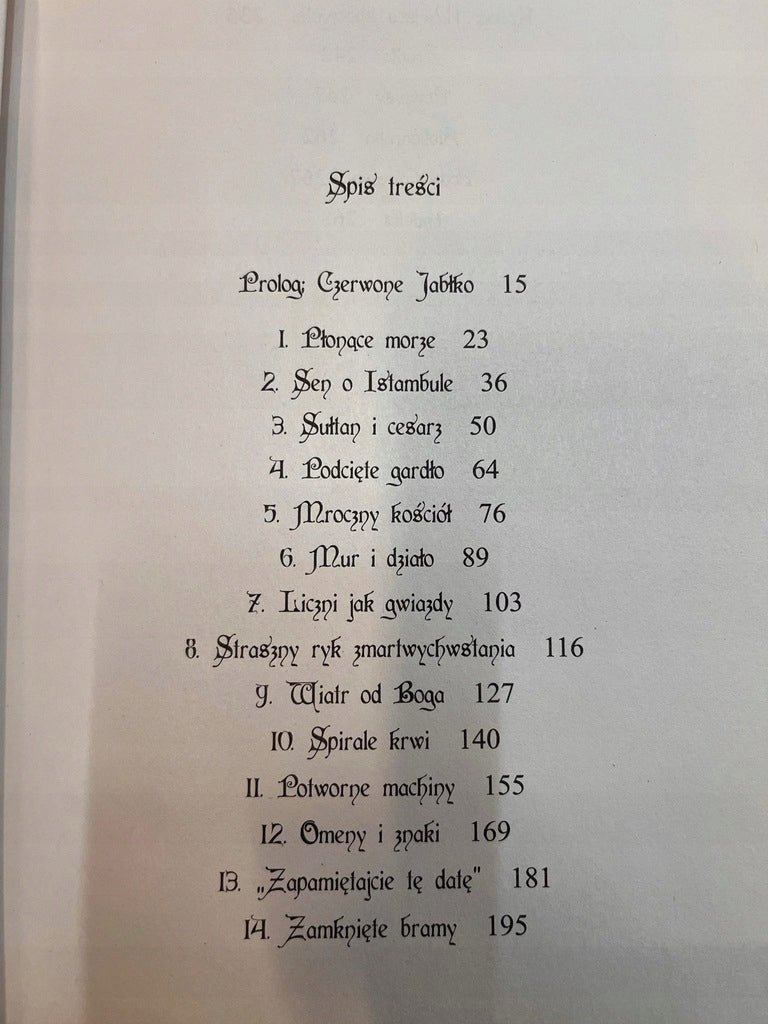 Spis treści
Prolog; Czerwone Jabłko 15
1. Płonące morze 23
2. Sen o Istambule 36
3. Sułtan i cesarz 50
4. Podcięte gardło 64
5. Mroczny kościół 76
6. Mur i działo 89
7. Liczni jak gwiazdy 103
8. Straszny ryk zmartwychwstania 116
9. Wiatr od Boga 127
10. Spirale krwi 140
11. Potworne machiny 155
12. Omeny i znaki 169
13. „Zapamiętajcie tę datę" 181
14. Zamknięte bramy 195